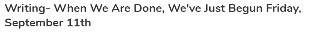 Writing- When We Are Done, We've Just Begun Friday,
September 11th